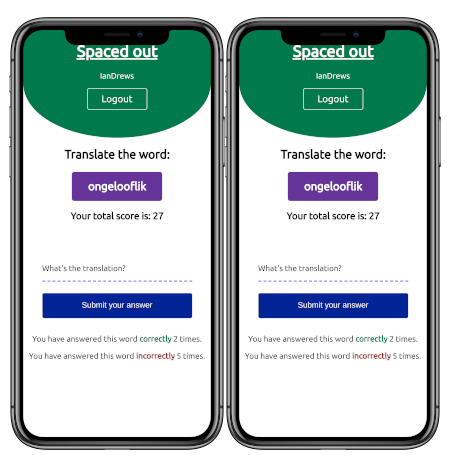 Spaced out
IanDrews
Logout
Translate the word:
ongelooflik
Your total score is: 27
What's the translation?
Submit your answer
You have answered this word correctly 2 times.
You have answered this word incorrectly 5 times.
Spaced out
IanDrews
Logout
Translate the word:
ongelooflik
Your total score is: 27
What's the translation?
Submit your answer
You have answered this word correctly 2 times.
You have answered this word incorrectly 5 times.